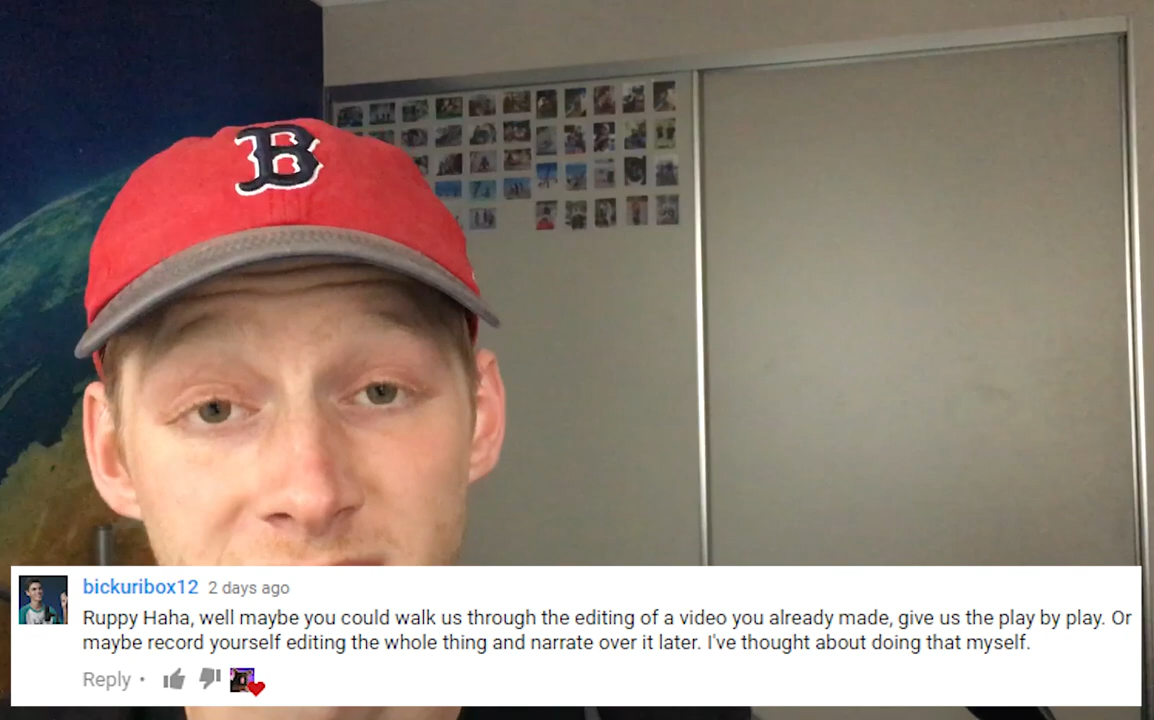 B
bickuribox12 2 days ago
Ruppy Haha, well maybe you could walk us through the editing of a video you already made, give us the play by play. Or
maybe record yourself editing the whole thing and narrate over it later. I've thought about doing that myself.
Reply •